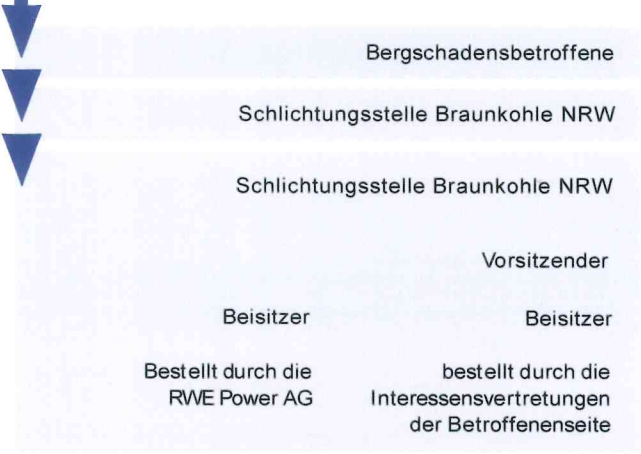 Bergschadensbetroffene
Schlichtungsstelle Braunkohle NRW
Schlichtungsstelle Braunkohle NRW
Vorsitzender
Beisitzer Beisitzer
Bestellt durch die bestellt durch die
RWE Power AG Interessensvertretungen
der Betroffenenseite